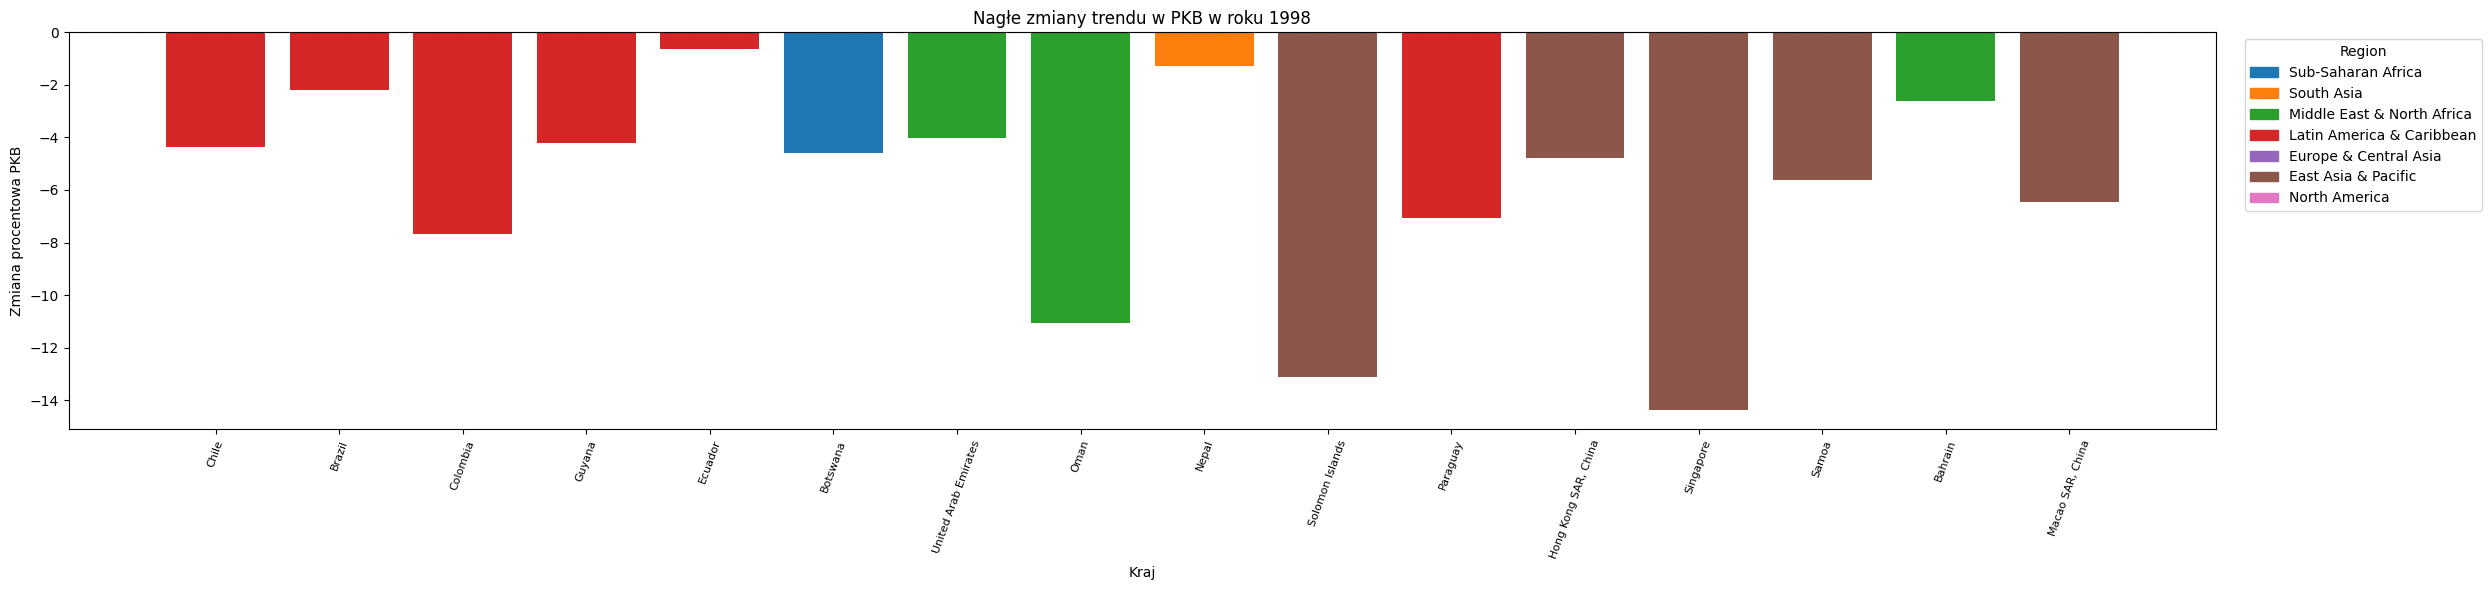 Nagłe zmiany trendu w PKB w roku 1998
Zmiana procentowa PKB
0
−2
−4
−6
−8
−10
−12
−14
Chile
Brazil
Colombia
Guyana
Ecuador
Botswana
United Arab Emirates
Oman
Nepal
Solomon Islands
Paraguay
Hong Kong SAR, China
Singapore
Samoa
Bahrain
Macao SAR, China
Kraj
Region
Sub-Saharan Africa
South Asia
Middle East & North Africa
Latin America & Caribbean
Europe & Central Asia
East Asia & Pacific
North America